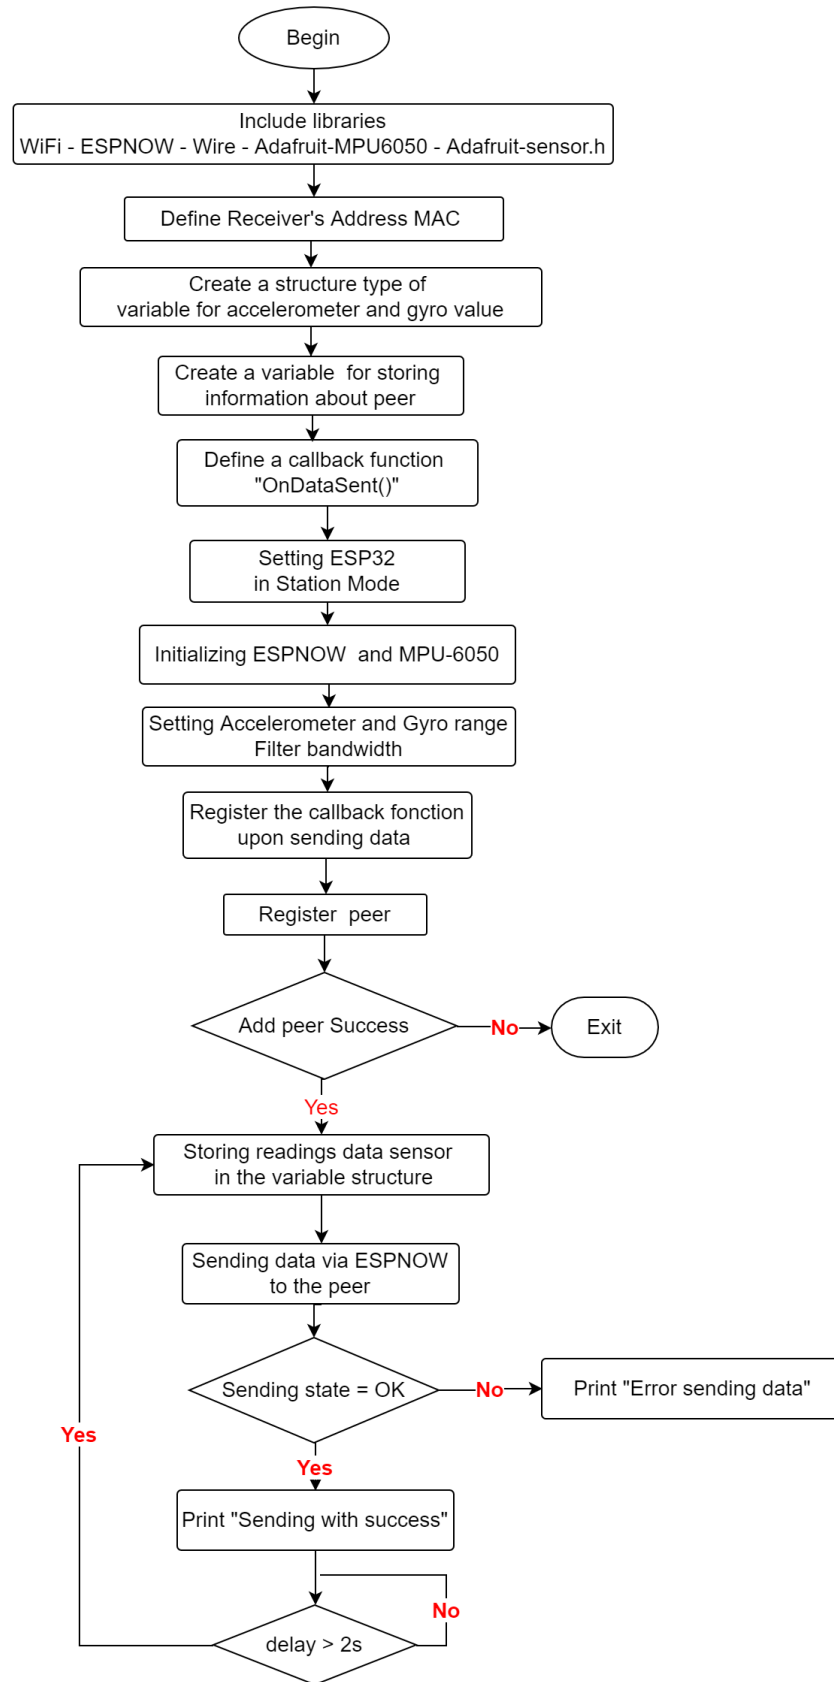 Begin
Include libraries
WiFi - ESPNOW - Wire - Adafruit-MPU6050 - Adafruit-sensor.h
Define Receiver's Address MAC
Create a structure type of
variable for accelerometer and gyro value
Create a variable for storing
information about peer
Define a callback function
"OnDataSent()"
Setting ESP32
in Station Mode
Initializing ESPNOW and MPU-6050
Setting Accelerometer and Gyro range
Filter bandwidth
Register the callback fonction
upon sending data
Register peer
Add peer Success
No
Exit
Yes
Storing readings data sensor
in the variable structure
Sending data via ESPNOW
to the peer
Sending state = OK
No
Print "Error sending data"
Yes
Yes
Print "Sending with success"
No
delay > 2s